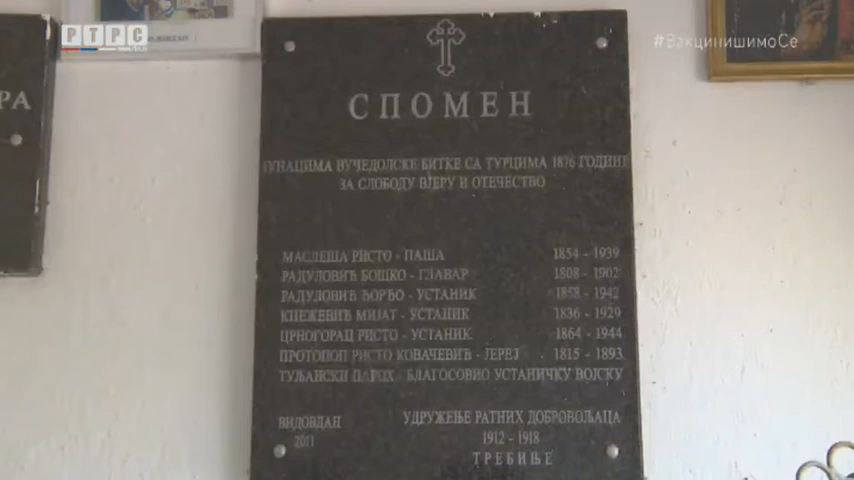 РТРС
#ВакцинишимоСе
РА
СПОМЕН
ЈУНАЦИМА ВУЧЕДОЛСКЕ БИТКЕ СА ТУРЦИМА 1876 ГОДИНЕ
ЗА СЛОБОДУ ВЈЕРУ И ОТЕЧЕСТВО
МАСЛЕША РИСТО - ПАША 1854 - 1939
РАДУЛОВИЋ БОШКО - ГЛАВАР 1808 - 1902
РАДУЛОВИЋ ЂОРЂО - УСТАНИК 1858 - 1942
КНЕЖЕВИЋ МИЈАТ - УСТАНИК 1836 - 1929
ЦРНОГОРАЦ РИСТО - УСТАНИК 1864 - 1944
ПРОТОПОП РИСТО КОВАЧЕВИЋ - ЈЕРЕЈ 1815 - 1893
ТУЉАНСКИ ПАРОХ - БЛАГОСОВИО УСТАНИЧКУ ВОЈСКУ
ВИДОВДАН
2011
УДРУЖЕЊЕ РАТНИХ ДОБРОВОЉАЦА
1912 - 1918
ТРЕБИЊЕ